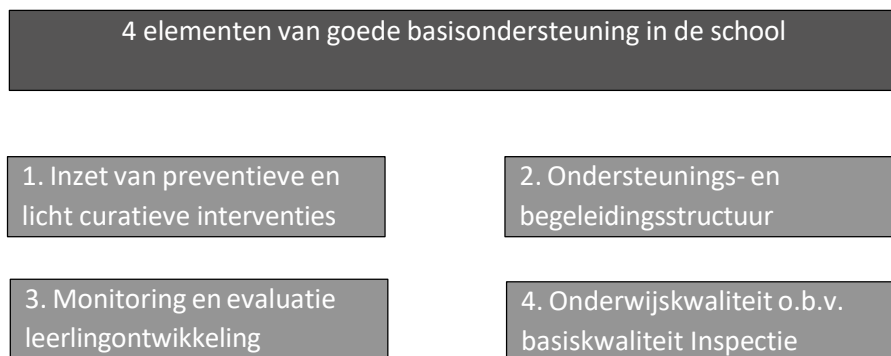 4 elementen van goede basisondersteuning in de school
1. Inzet van preventieve en
licht curatieve interventies
2. Ondersteunings- en
begeleidingsstructuur
3. Monitoring en evaluatie
leerlingontwikkeling
4. Onderwijskwaliteit o.b.v.
basiskwaliteit Inspectie